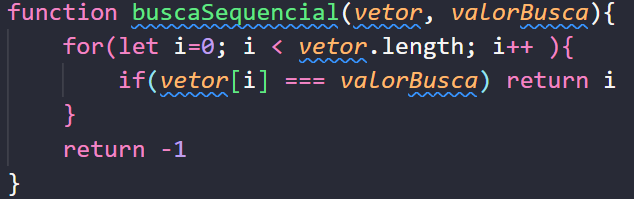 function buscaSequencial(vetor, valorBusca){
    for(let i=0; i < vetor.length; i++ ){
        if(vetor[i] === valorBusca) return i
    }
    return -1
}